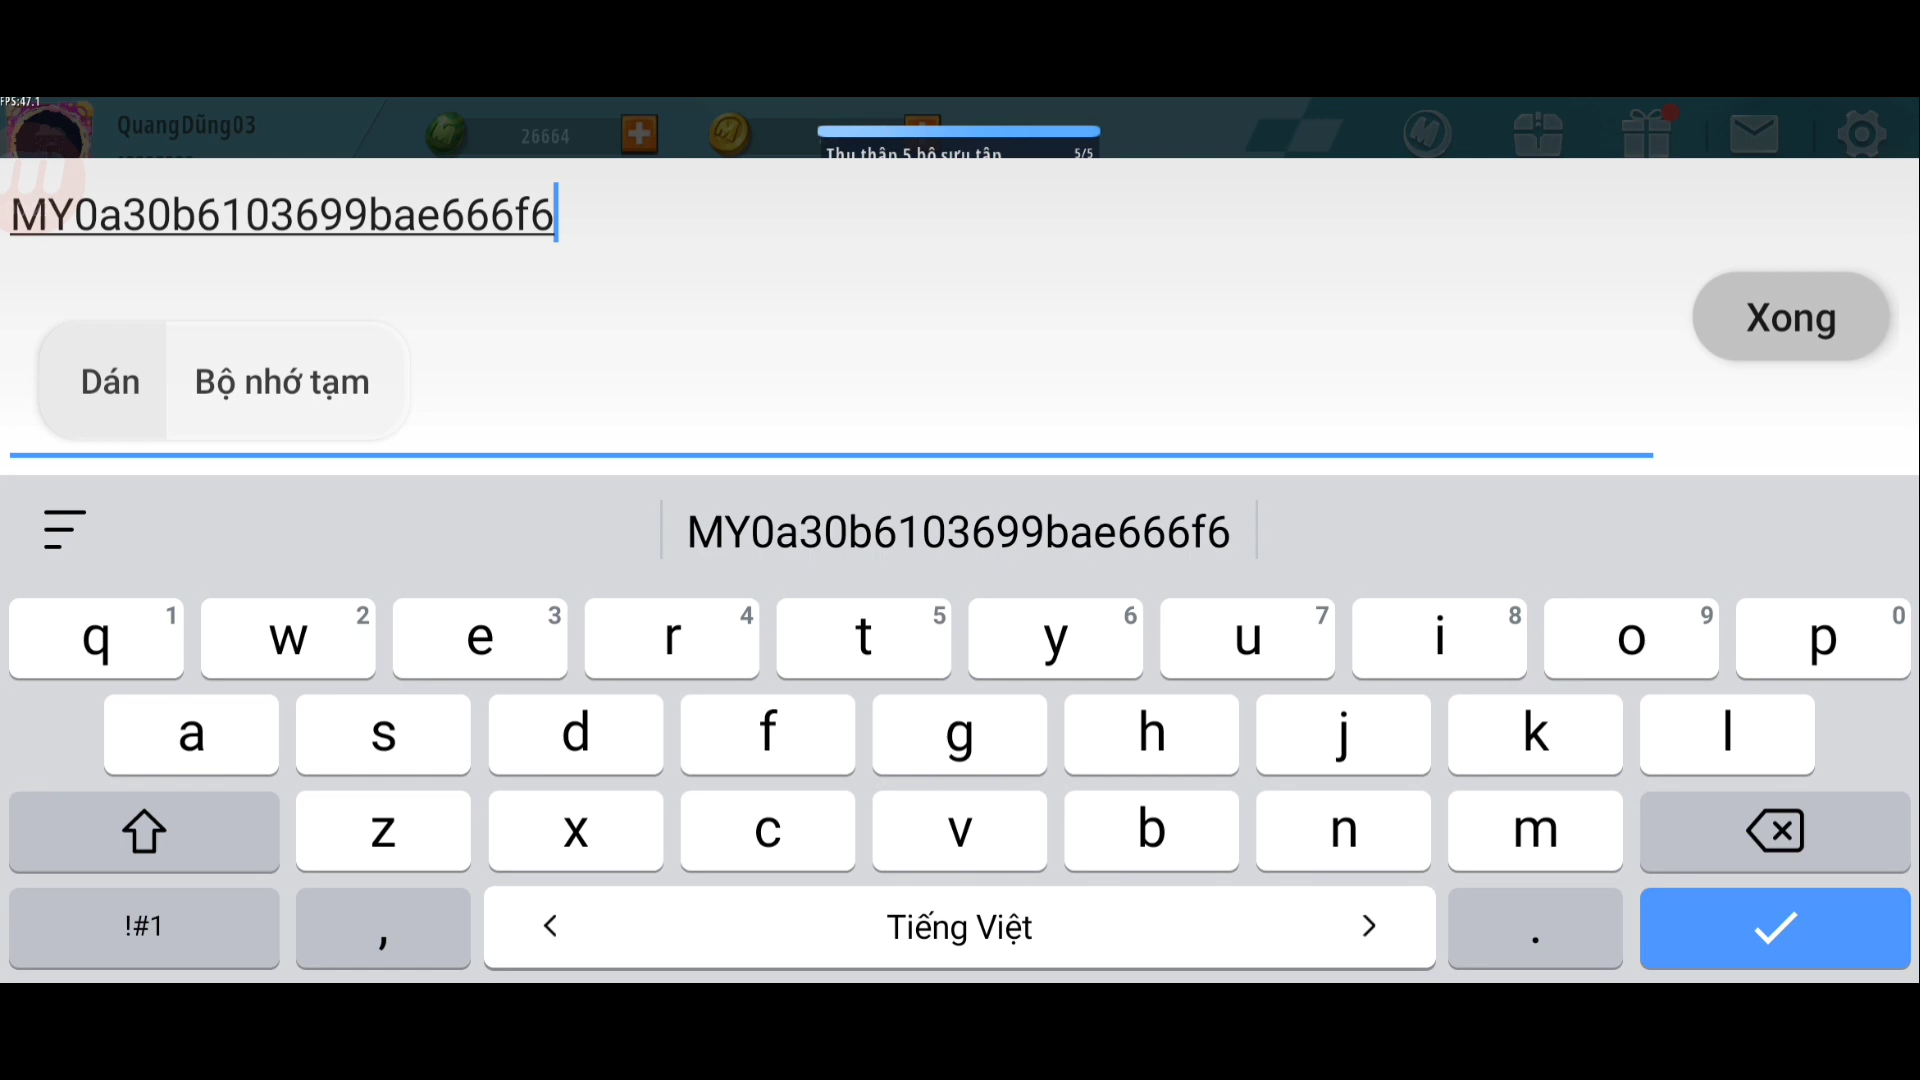 FPS:47.1
QuangDũng03
26664
Thu thập 5 bộ sưu tập
5/5
MY0a30b6103699bae666f6
Xong
Dán
Bộ nhớ tạm
MY0a30b6103699bae666f6
q 1 w 2 e 3 r 4 t 5 y 6 u 7 i 8 o 9 p 0
a s d f g h j k l
z x c v b n m
!#1 , < Tiếng Việt > .